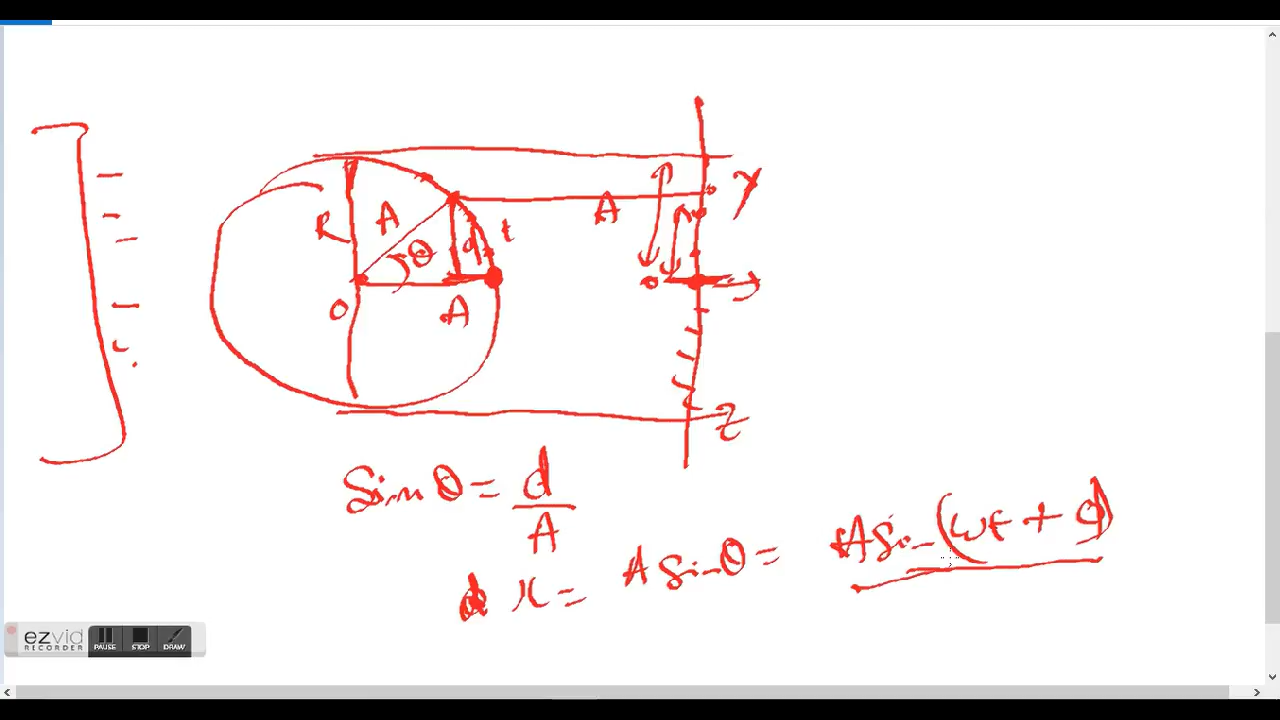 Y
A
R
A
θ
d
t
A
O
A
o
Z
Sin θ = d/A
x = A Sin θ = A Sin (ωt + φ)
ezvid
RECORDER
PAUSE
STOP
DRAW